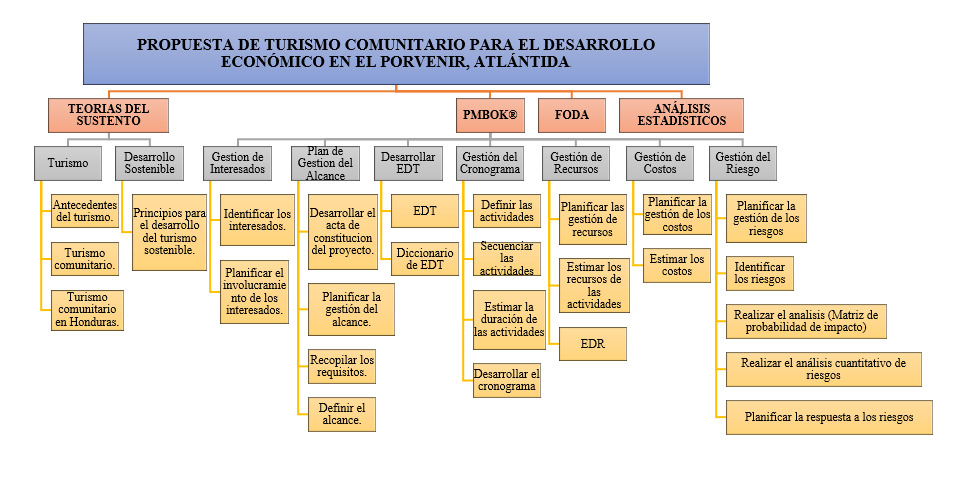 PROPUESTA DE TURISMO COMUNITARIO PARA EL DESARROLLO
ECONÓMICO EN EL PORVENIR, ATLÁNTIDA
TEORIAS DEL
SUSTENTO
PMBOK®
FODA
ANÁLISIS
ESTADÍSTICOS
Turismo
Desarrollo
Sostenible
Gestion de
Interesados
Plan de
Gestion del
Alcance
Desarrollar
EDT
Gestión del
Cronograma
Gestión de
Recursos
Gestión de
Costos
Gestión del
Riesgo
Antecedentes
del turismo.
Turismo
comunitario.
Turismo
comunitario
en Honduras.
Principios para
el desarrollo
del turismo
sostenible.
Identificar los
interesados.
Planificar el
involucramie
nto de los
interesados.
Desarrollar el
acta de
constitucion
del proyecto.
Planificar la
gestión del
alcance.
Recopilar los
requisitos.
Definir el
alcance.
EDT
Diccionario
de EDT
Definir las
actividades
Secuenciar
las
actividades
Estimar la
duración de
las actividades
Desarrollar el
cronograma
Planificar las
gestión de
recursos
Estimar los
recursos de
las
actividades
EDR
Planificar la
gestión de los
costos
Estimar los
costos
Planificar la
gestión de los
riesgos
Identificar
los riesgos
Realizar el analisis (Matriz de
probabilidad de impacto)
Realizar el análisis cuantitativo de
riesgos
Planificar la respuesta a los riesgos